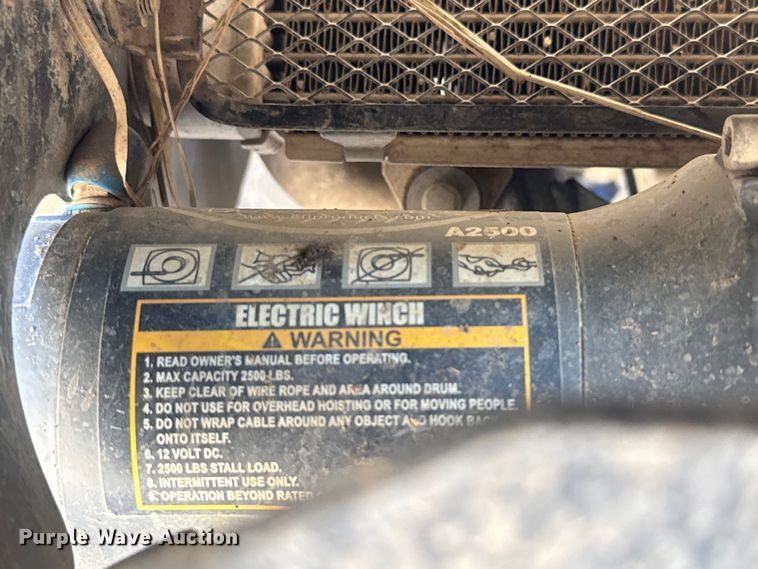 A2500
ELECTRIC WINCH
WARNING
1. READ OWNER'S MANUAL BEFORE OPERATING.
2. MAX CAPACITY 2500-LBS.
3. KEEP CLEAR OF WIRE ROPE AND AREA AROUND DRUM.
4. DO NOT USE FOR OVERHEAD HOISTING OR FOR MOVING PEOPLE.
5. DO NOT WRAP CABLE AROUND ANY OBJECT AND HOOK BACK
ONTO ITSELF.
6. 12 VOLT DC.
7. 2500 LBS STALL LOAD.
8. INTERMITTENT USE ONLY.
9. OPERATION BEYOND RATED
Purple Wave Auction